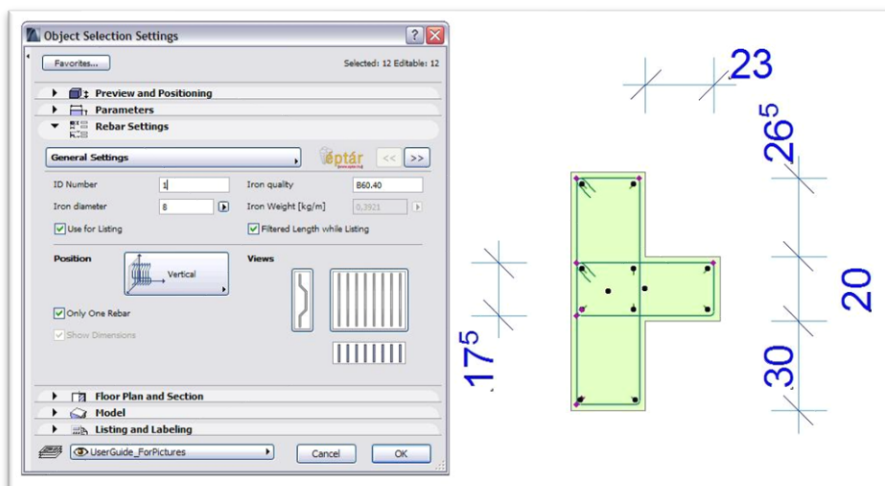 Object Selection Settings
Favorites...
Selected: 12 Editable: 12
Preview and Positioning
Parameters
Rebar Settings
General Settings
éptár
<< >>
ID Number 1 Iron quality B60.40
Iron diameter 8 Iron Weight [kg/m] 0,3921
Use for Listing Filtered Length while Listing
Position Vertical Views
Only One Rebar
Show Dimensions
Floor Plan and Section
Model
Listing and Labeling
UserGuide_ForPictures Cancel OK
23
26⁵
20
30
17⁵